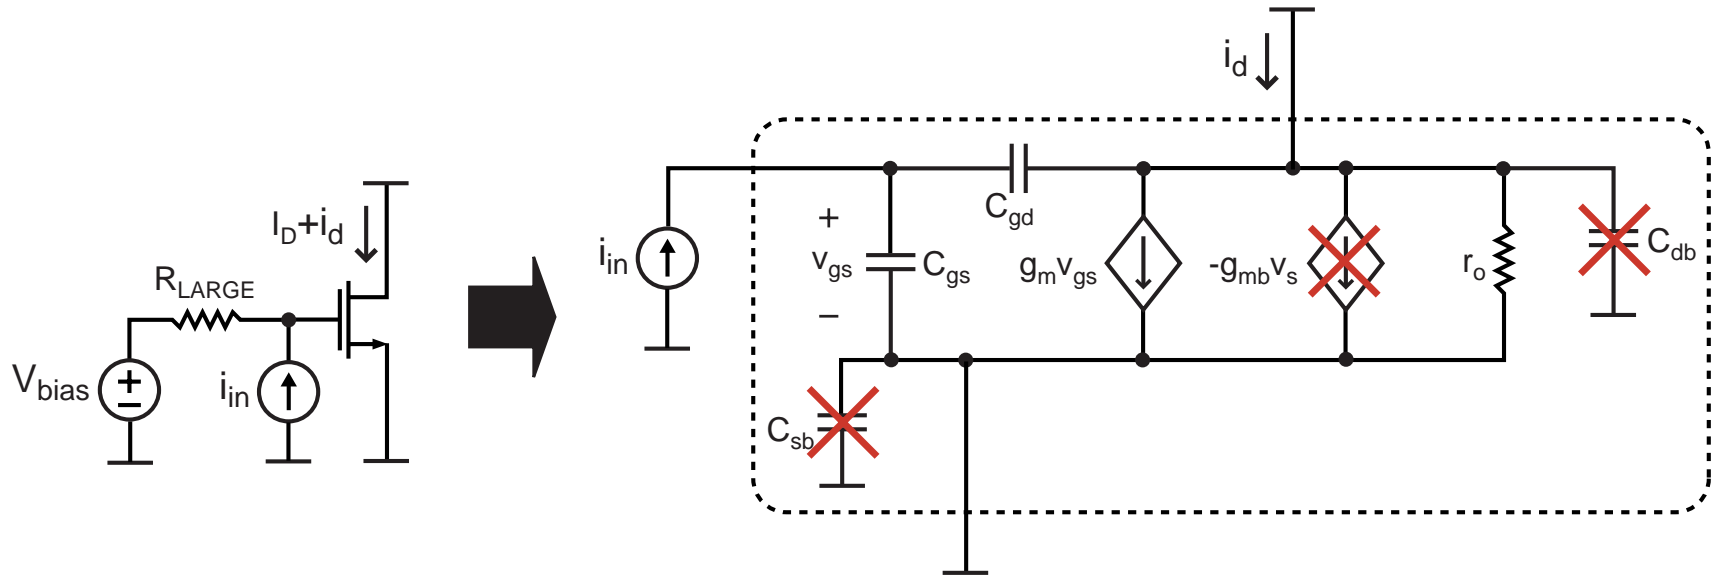 I_D+i_d
R_LARGE
V_bias
+
−
i_in
i_in
+
v_gs
−
C_gs
C_gd
g_m v_gs
-g_mb v_s
r_o
C_db
C_sb
i_d